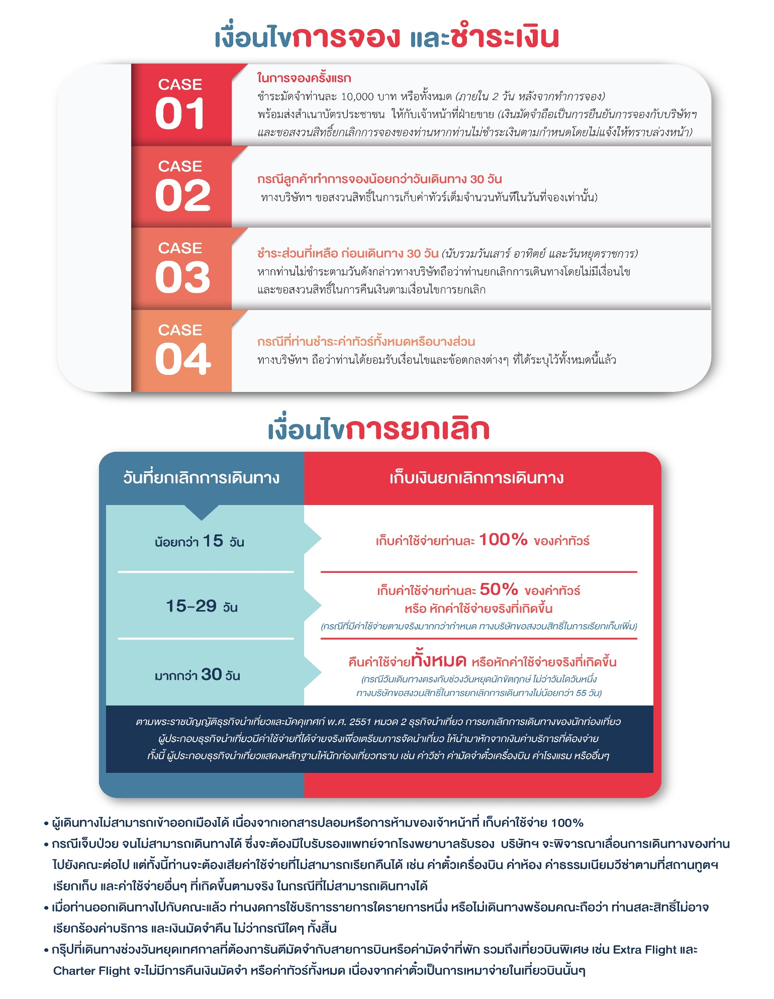 เงื่อนไขการจอง และชำระเงิน
CASE
01
ในการจองครั้งแรก
ชำระมัดจำท่านละ 10,000 บาท หรือทั้งหมด (ภายใน 2 วัน หลังจากทำการจอง)
พร้อมส่งสำเนาบัตรประชาชน ให้กับเจ้าหน้าที่ฝ่ายขาย (เงินมัดจำถือเป็นการยืนยันการจองกับบริษัทฯ
และขอสงวนสิทธิ์ยกเลิกการจองของท่านหากท่านไม่ชำระเงินตามกำหนดโดยไม่แจ้งให้ทราบล่วงหน้า)
CASE
02
กรณีลูกค้าทำการจองน้อยกว่าวันเดินทาง 30 วัน
ทางบริษัทฯ ขอสงวนสิทธิ์ในการเก็บค่าทัวร์เต็มจำนวนทันทีในวันที่จองเท่านั้น)
CASE
03
ชำระส่วนที่เหลือ ก่อนเดินทาง 30 วัน (นับรวมวันเสาร์ อาทิตย์ และวันหยุดราชการ)
หากท่านไม่ชำระตามวันดังกล่าวทางบริษัทถือว่าท่านยกเลิกการเดินทางโดยไม่มีเงื่อนไข
และขอสงวนสิทธิ์ในการคืนเงินตามเงื่อนไขการยกเลิก
CASE
04
กรณีที่ท่านชำระค่าทัวร์ทั้งหมดหรือบางส่วน
ทางบริษัทฯ ถือว่าท่านได้ยอมรับเงื่อนไขและข้อตกลงต่างๆ ที่ได้ระบุไว้ทั้งหมดนี้แล้ว
เงื่อนไขการยกเลิก
วันที่ยกเลิกการเดินทาง
เก็บเงินยกเลิกการเดินทาง
น้อยกว่า 15 วัน
เก็บค่าใช้จ่ายท่านละ 100% ของค่าทัวร์
15-29 วัน
เก็บค่าใช้จ่ายท่านละ 50% ของค่าทัวร์
หรือ หักค่าใช้จ่ายจริงที่เกิดขึ้น
(กรณีที่มีค่าใช้จ่ายตามจริงมากกว่ากำหนด ทางบริษัทขอสงวนสิทธิ์ในการเรียกเก็บเพิ่ม)
มากกว่า 30 วัน
คืนค่าใช้จ่ายทั้งหมด หรือหักค่าใช้จ่ายจริงที่เกิดขึ้น
(กรณีวันเดินทางตรงกับช่วงวันหยุดนักขัตฤกษ์ ไม่ว่าวันใดวันหนึ่ง
ทางบริษัทขอสงวนสิทธิ์ในการยกเลิกการเดินทางไม่น้อยกว่า 55 วัน)
ตามพระราชบัญญัติธุรกิจนำเที่ยวและมัคคุเทศก์ พ.ศ. 2551 หมวด 2 ธุรกิจนำเที่ยว การยกเลิกการเดินทางของนักท่องเที่ยว
ผู้ประกอบธุรกิจนำเที่ยวมีค่าใช้จ่ายที่ได้จ่ายจริงเพื่อเตรียมการจัดนำเที่ยว ให้นำมาหักจากเงินค่าบริการที่ต้องจ่าย
ทั้งนี้ ผู้ประกอบธุรกิจนำเที่ยวแสดงหลักฐานให้นักท่องเที่ยวทราบ เช่น ค่าวีซ่า ค่ามัดจำตั๋วเครื่องบิน ค่าโรงแรม หรืออื่นๆ
• ผู้เดินทางไม่สามารถเข้าออกเมืองได้ เนื่องจากเอกสารปลอมหรือการห้ามของเจ้าหน้าที่ เก็บค่าใช้จ่าย 100%
• กรณีเจ็บป่วย จนไม่สามารถเดินทางได้ ซึ่งจะต้องมีใบรับรองแพทย์จากโรงพยาบาลรับรอง บริษัทฯ จะพิจารณาเลื่อนการเดินทางของท่าน
ไปยังคณะต่อไป แต่ทั้งนี้ท่านจะต้องเสียค่าใช้จ่ายที่ไม่สามารถเรียกคืนได้ เช่น ค่าตั๋วเครื่องบิน ค่าห้อง ค่าธรรมเนียมวีซ่าตามที่สถานทูตฯ
เรียกเก็บ และค่าใช้จ่ายอื่นๆ ที่เกิดขึ้นตามจริง ในกรณีที่ไม่สามารถเดินทางได้
• เมื่อท่านออกเดินทางไปกับคณะแล้ว ท่านงดการใช้บริการรายการใดรายการหนึ่ง หรือไม่เดินทางพร้อมคณะถือว่า ท่านสละสิทธิ์ไม่อาจ
เรียกร้องค่าบริการ และเงินมัดจำคืน ไม่ว่ากรณีใดๆ ทั้งสิ้น
• กรุ๊ปที่เดินทางช่วงวันหยุดเทศกาลที่ต้องการันตีมัดจำกับสายการบินหรือค่ามัดจำที่พัก รวมถึงเที่ยวบินพิเศษ เช่น Extra Flight และ
Charter Flight จะไม่มีการคืนเงินมัดจำ หรือค่าทัวร์ทั้งหมด เนื่องจากค่าตั๋วเป็นการเหมาจ่ายในเที่ยวบินนั้นๆ